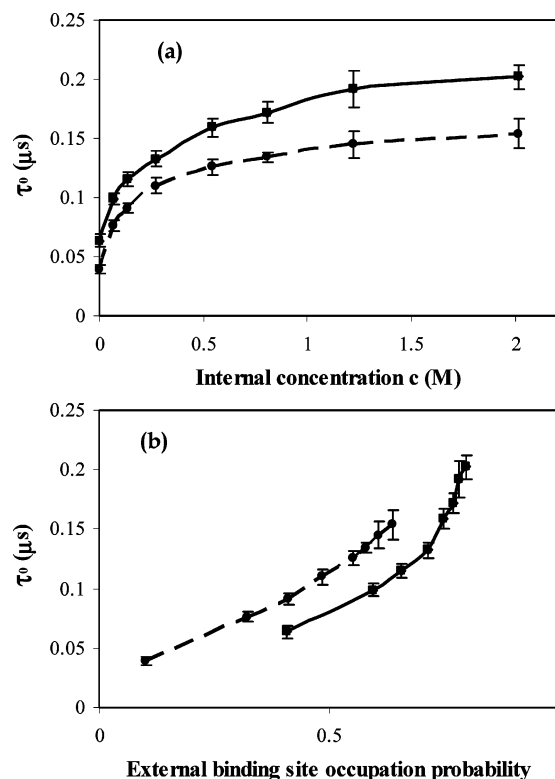 0.25
(a)
0.2
0.15
0.1
0.05
0
τ⁰ (μs)
0 0.5 1 1.5 2
Internal concentration c (M)
0.25
(b)
0.2
0.15
0.1
0.05
0
τ⁰ (μs)
0 0.5
External binding site occupation probability